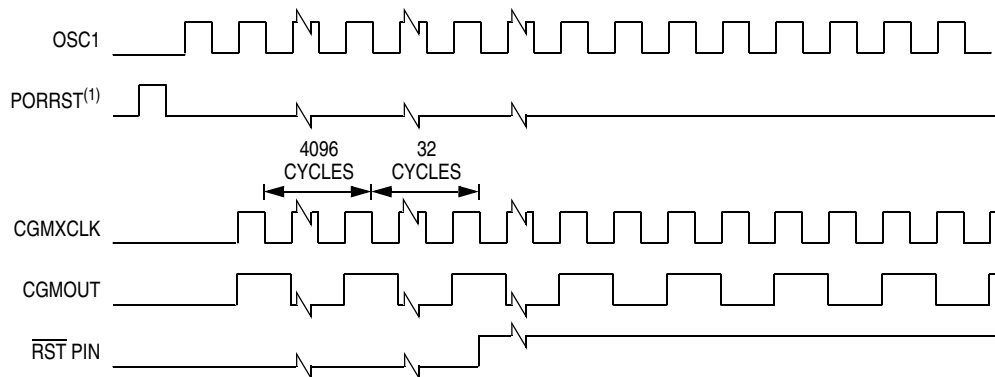 OSC1
PORRST(1)
4096
CYCLES
32
CYCLES
CGMXCLK
CGMOUT
RST PIN